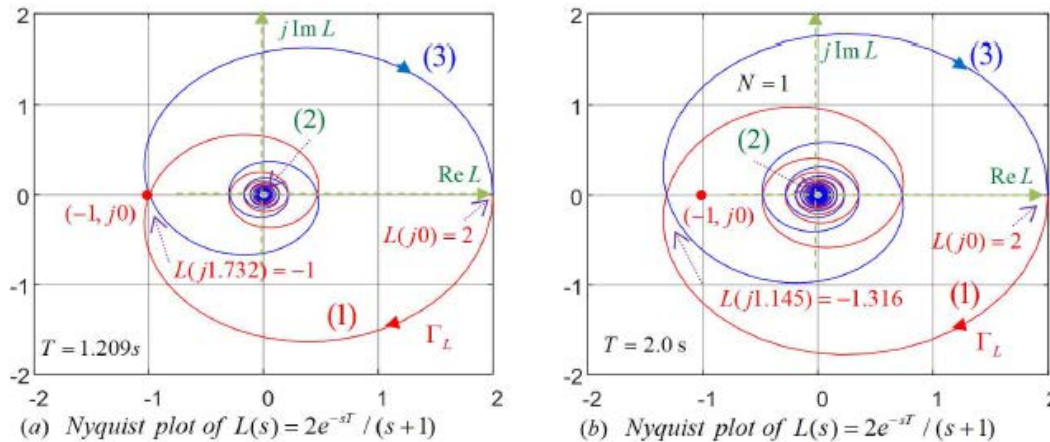 2
j Im L
(3)
1
(2)
Re L
0
(-1, j0)
L(j0) = 2
L(j1.732) = -1
-1
(1)
Γ_L
T = 1.209s
-2
-2 -1 0 1 2
(a) Nyquist plot of L(s) = 2e^{-sT} / (s+1)
2
j Im L
(3)
N = 1
1
(2)
Re L
0
(-1, j0)
L(j0) = 2
-1
L(j1.145) = -1.316
(1)
Γ_L
T = 2.0 s
-2
-2 -1 0 1 2
(b) Nyquist plot of L(s) = 2e^{-sT} / (s+1)